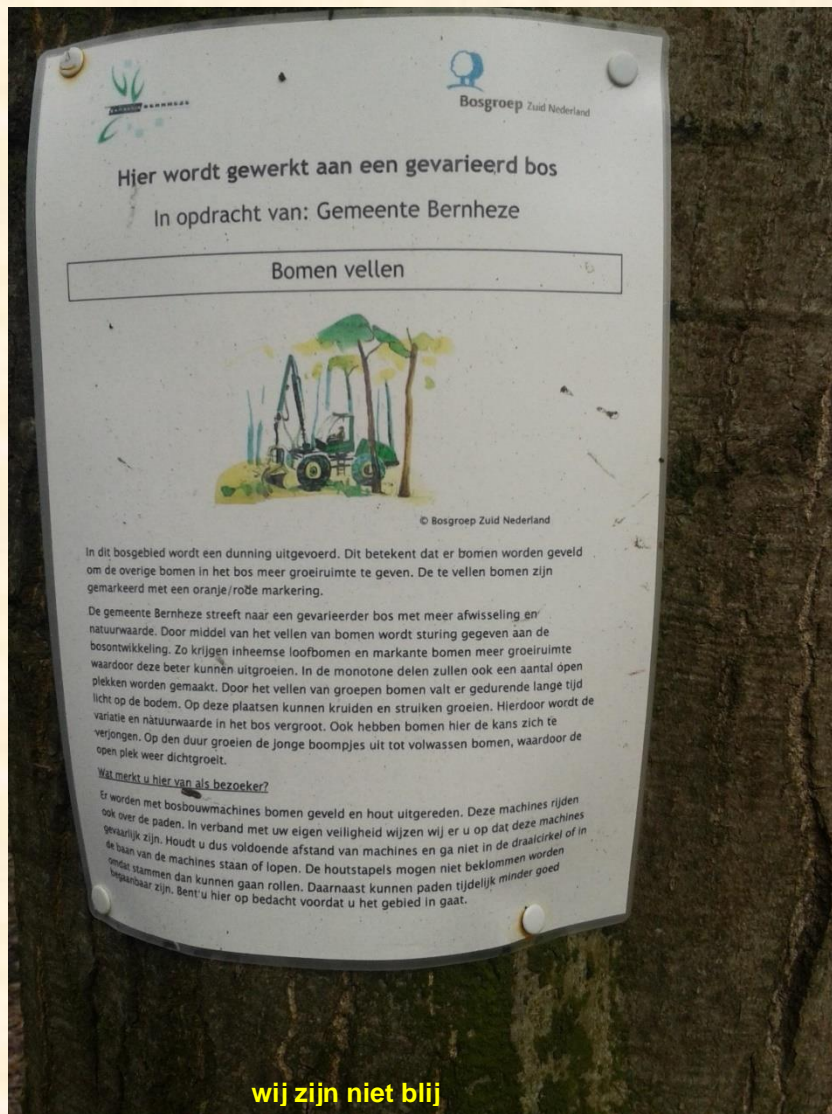 BERNHEZE
Bosgroep Zuid Nederland
Hier wordt gewerkt aan een gevarieerd bos
In opdracht van: Gemeente Bernheze
Bomen vellen
© Bosgroep Zuid Nederland
In dit bosgebied wordt een dunning uitgevoerd. Dit betekent dat er bomen worden geveld
om de overige bomen in het bos meer groeiruimte te geven. De te vellen bomen zijn
gemarkeerd met een oranje/rode markering.
De gemeente Bernheze streeft naar een gevarieerder bos met meer afwisseling en
natuurwaarde. Door middel van het vellen van bomen wordt sturing gegeven aan de
bosontwikkeling. Zo krijgen inheemse loofbomen en markante bomen meer groeiruimte
waardoor deze beter kunnen uitgroeien. In de monotone delen zullen ook een aantal open
plekken worden gemaakt. Door het vellen van groepen bomen valt er gedurende lange tijd
licht op de bodem. Op deze plaatsen kunnen kruiden en struiken groeien. Hierdoor wordt de
variatie en natuurwaarde in het bos vergroot. Ook hebben bomen hier de kans zich te
verjongen. Op den duur groeien de jonge boompjes uit tot volwassen bomen, waardoor de
open plek weer dichtgroeit.
Wat merkt u hier van als bezoeker?
Er worden met bosbouwmachines bomen geveld en hout uitgereden. Deze machines rijden
ook over de paden. In verband met uw eigen veiligheid wijzen wij er u op dat deze machines
gevaarlijk zijn. Houdt u dus voldoende afstand van machines en ga niet in de draaicirkel of in
de baan van de machines staan of lopen. De houtstapels mogen niet beklommen worden
omdat stammen dan kunnen gaan rollen. Daarnaast kunnen paden tijdelijk minder goed
begaanbaar zijn. Bent u hier op bedacht voordat u het gebied in gaat.
wij zijn niet blij